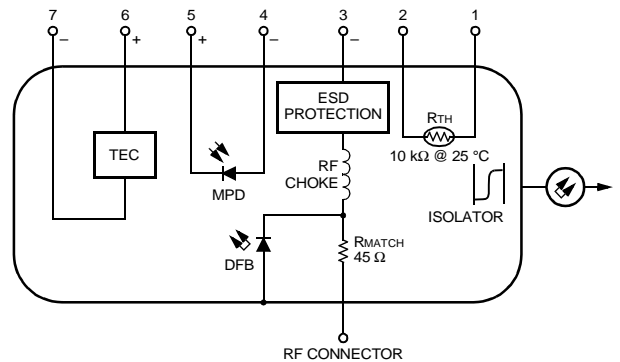 7 6 5 4 3 2 1
– + + – –
ESD
PROTECTION
RTH
10 kΩ @ 25 °C
TEC
MPD
RF
CHOKE
ISOLATOR
DFB
RMATCH
45 Ω
RF CONNECTOR